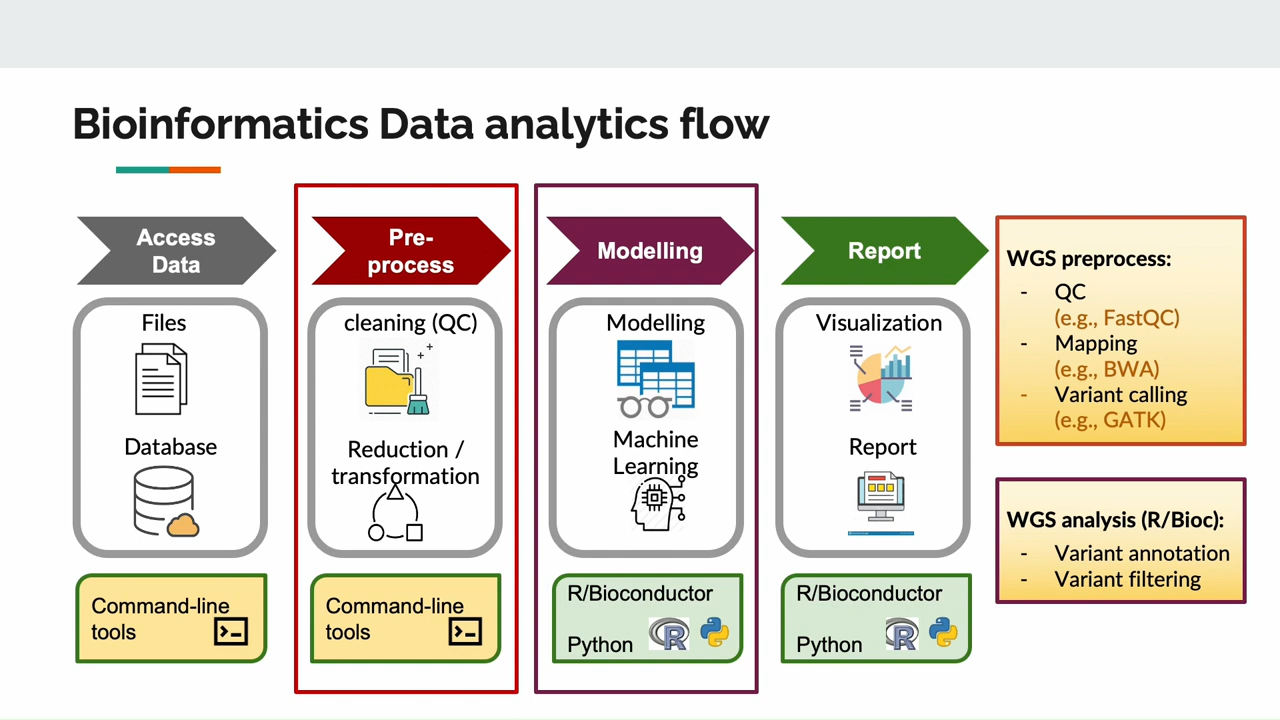 Bioinformatics Data analytics flow
Access
Data
Files
Database
Command-line
tools
Pre-
process
cleaning (QC)
Reduction /
transformation
Command-line
tools
Modelling
Modelling
Machine
Learning
R/Bioconductor
Python
R
Report
Visualization
Report
R/Bioconductor
Python
R
WGS preprocess:
- QC
(e.g., FastQC)
- Mapping
(e.g., BWA)
- Variant calling
(e.g., GATK)
WGS analysis (R/Bioc):
- Variant annotation
- Variant filtering